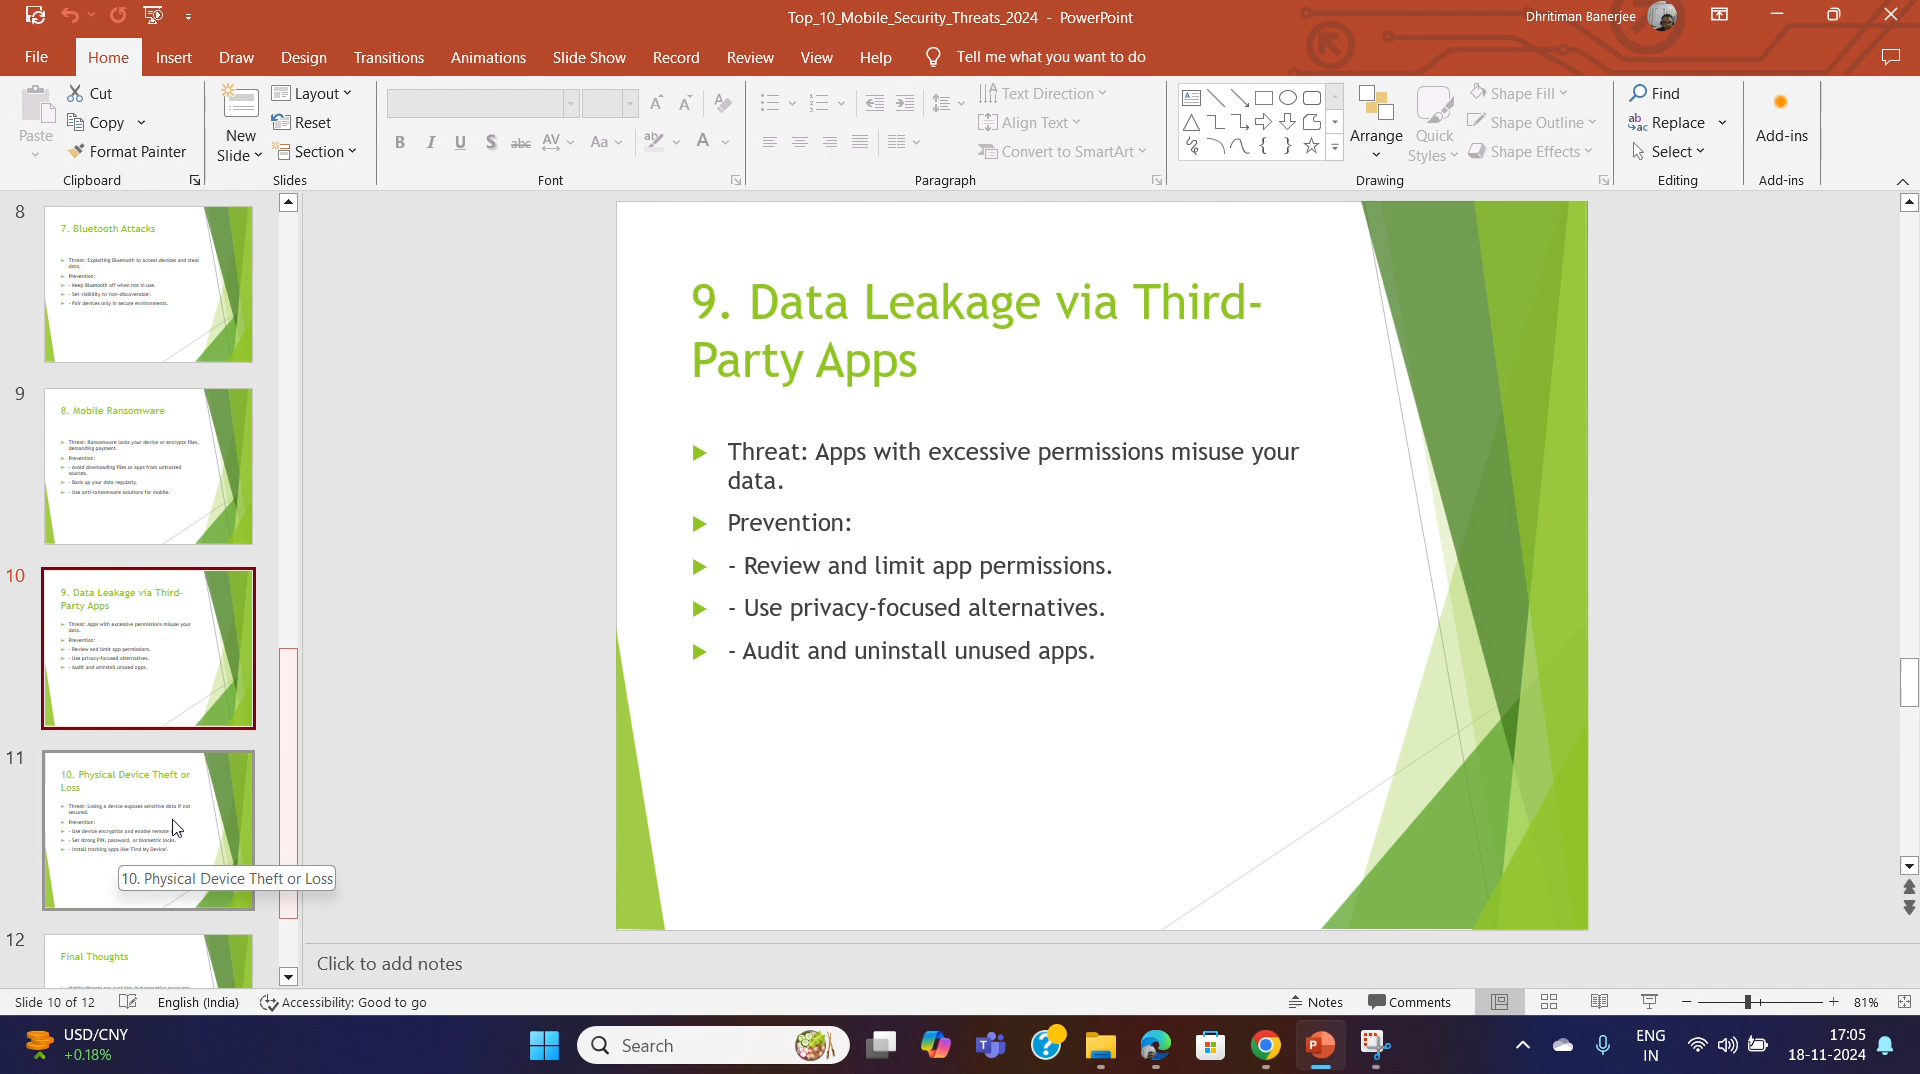 Top_10_Mobile_Security_Threats_2024 - PowerPoint
Dhritiman Banerjee
File Home Insert Draw Design Transitions Animations Slide Show Record Review View Help Tell me what you want to do
Paste
Cut
Copy
Format Painter
Clipboard
New Slide
Layout
Reset
Section
Slides
Font
Text Direction
Align Text
Convert to SmartArt
Paragraph
Arrange
Quick Styles
Shape Fill
Shape Outline
Shape Effects
Drawing
Find
Replace
Select
Editing
Add-ins
Add-ins
8
7. Bluetooth Attacks
Threat: Exploiting Bluetooth to access devices and steal
data.
Prevention:
- Keep Bluetooth off when not in use.
- Set visibility to 'non-discoverable'.
- Pair devices only in secure environments.
9
8. Mobile Ransomware
Threat: Ransomware locks your device or encrypts files,
demanding payment.
Prevention:
- Avoid downloading files or apps from untrusted
sources.
- Back up your data regularly.
- Use anti-ransomware solutions for mobile.
10
9. Data Leakage via Third-
Party Apps
Threat: Apps with excessive permissions misuse your
data.
Prevention:
- Review and limit app permissions.
- Use privacy-focused alternatives.
- Audit and uninstall unused apps.
11
10. Physical Device Theft or
Loss
Threat: Losing a device exposes sensitive data if not
secured.
Prevention:
- Use device encryption and enable remote
- Set strong PIN, password, or biometric locks.
- Install tracking apps like 'Find My Device'.
10. Physical Device Theft or Loss
12
Final Thoughts
9. Data Leakage via Third-
Party Apps
Threat: Apps with excessive permissions misuse your
data.
Prevention:
- Review and limit app permissions.
- Use privacy-focused alternatives.
- Audit and uninstall unused apps.
Click to add notes
Slide 10 of 12 English (India) Accessibility: Good to go Notes Comments 81%
USD/CNY
+0.18%
Search
ENG
IN
17:05
18-11-2024